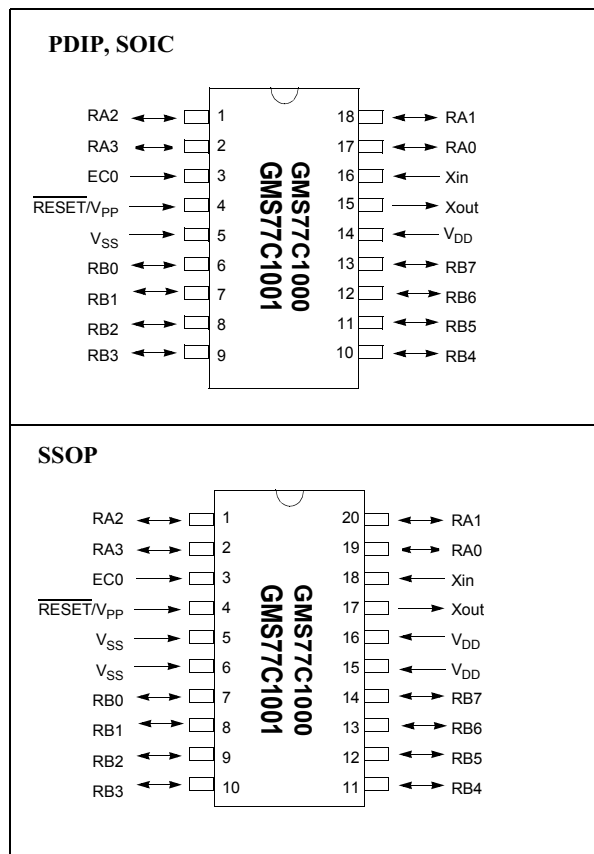 PDIP, SOIC
RA2 1 18 RA1
RA3 2 17 RA0
EC0 3 16 Xin
RESET/VPP 4 15 Xout
VSS 5 14 VDD
RB0 6 13 RB7
RB1 7 12 RB6
RB2 8 11 RB5
RB3 9 10 RB4
GMS77C1000
GMS77C1001
SSOP
RA2 1 20 RA1
RA3 2 19 RA0
EC0 3 18 Xin
RESET/VPP 4 17 Xout
VSS 5 16 VDD
VSS 6 15 VDD
RB0 7 14 RB7
RB1 8 13 RB6
RB2 9 12 RB5
RB3 10 11 RB4
GMS77C1000
GMS77C1001